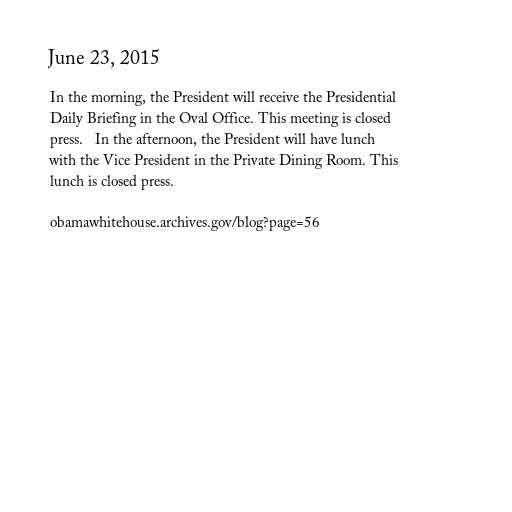 June 23, 2015
In the morning, the President will receive the Presidential
Daily Briefing in the Oval Office. This meeting is closed
press.   In the afternoon, the President will have lunch
with the Vice President in the Private Dining Room. This
lunch is closed press.
obamawhitehouse.archives.gov/blog?page=56